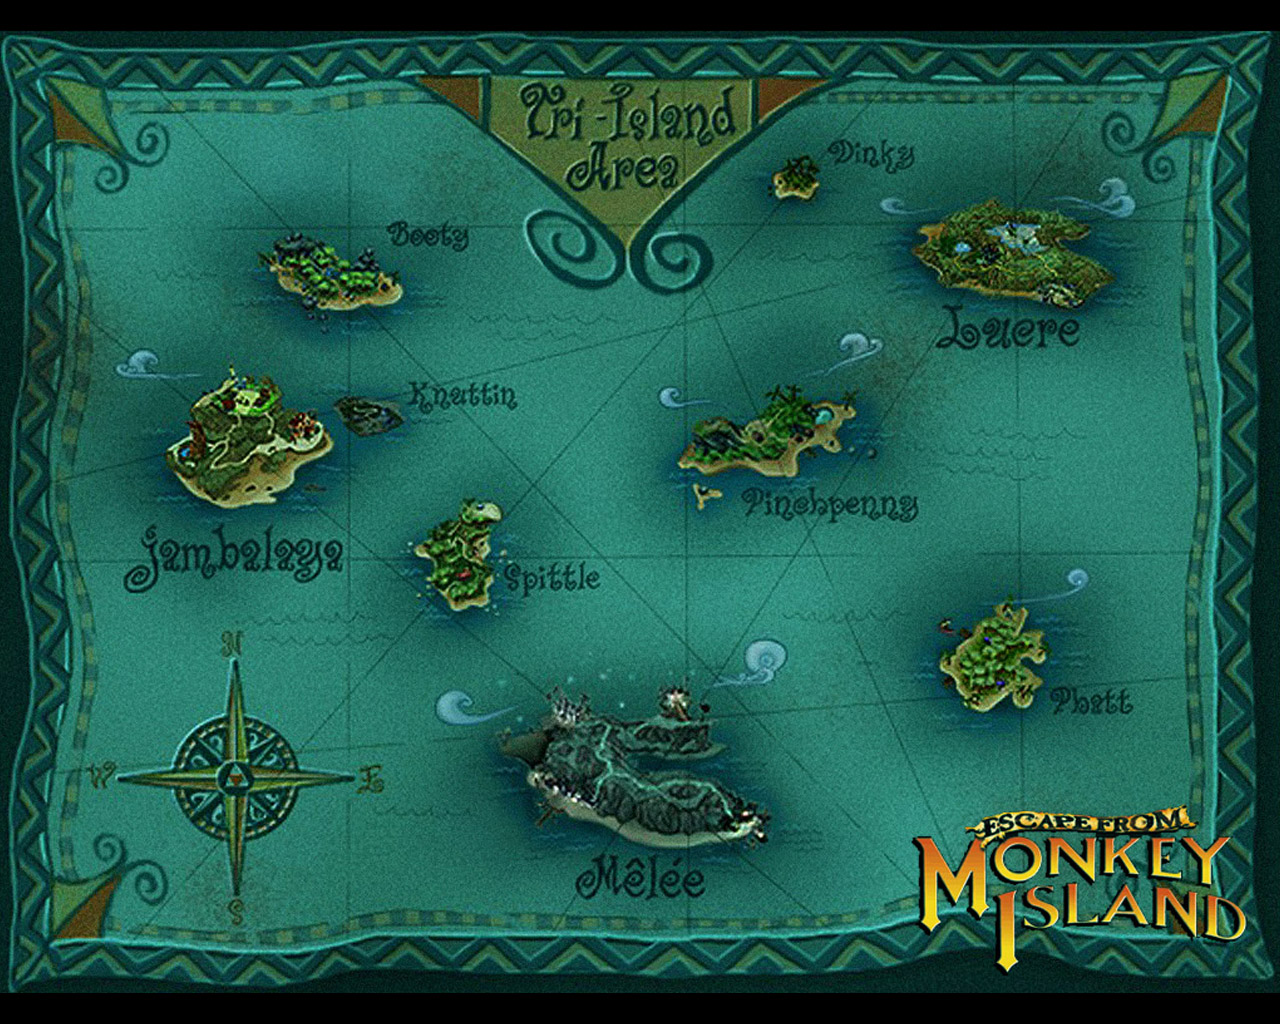 Tri-Island
Area
Dinky
Booty
Lucre
Knuttin
Pinchpenny
Jambalaya
Spittle
N
Phatt
W
E
Mêlée
S
ESCAPE FROM
MONKEY
ISLAND